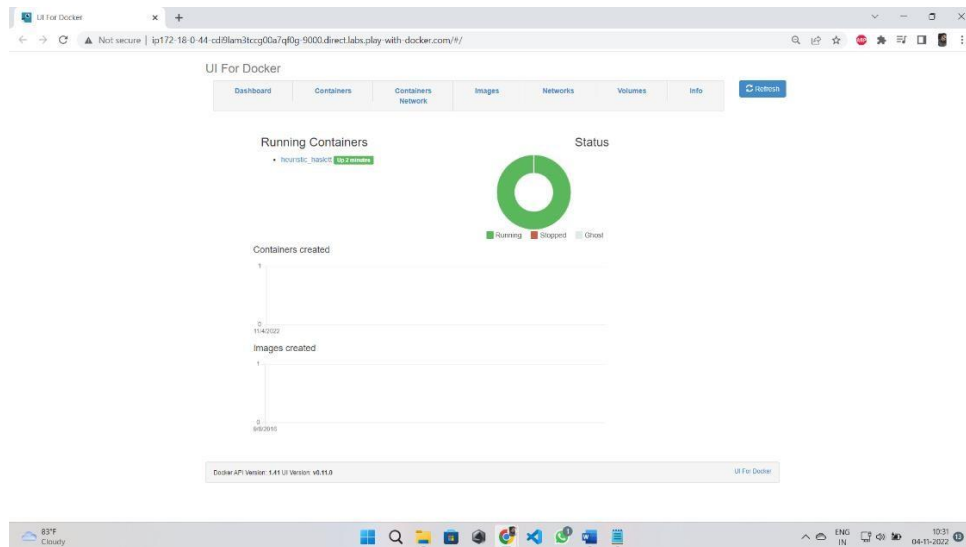 UI For Docker
Not secure | ip172-18-0-44-cdi9lam3tccg00a7qf0g-9000.direct.labs.play-with-docker.com/#/
UI For Docker
Dashboard
Containers
Containers Network
Images
Networks
Volumes
Info
Refresh
Running Containers
heuristic_haslett Up 2 minutes
Status
Running Stopped Ghost
Containers created
1
0
11/4/2022
Images created
1
0
Docker API Version: 1.41 UI Version: v0.11.0
UI For Docker
83°F
Cloudy
ENG
IN
10:31
04-11-2022